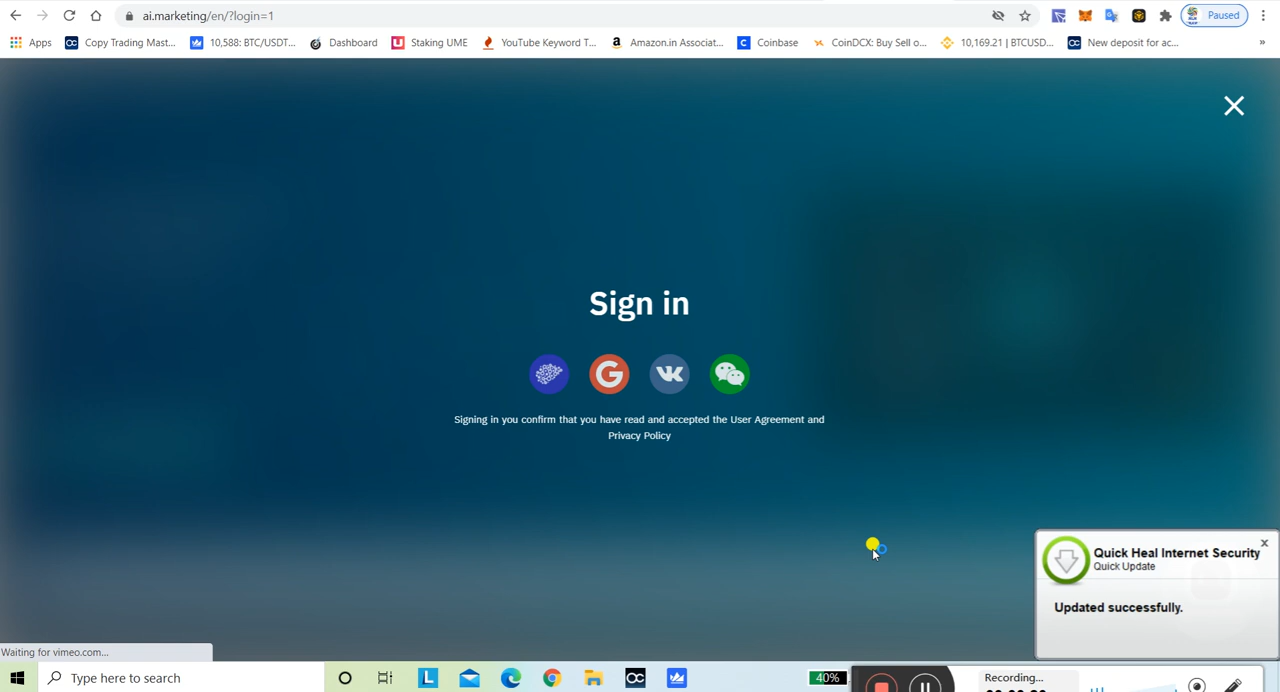 ai.marketing/en/?login=1
Paused
Apps
Copy Trading Mast...
10,588: BTC/USDT...
Dashboard
Staking UME
YouTube Keyword T...
Amazon.in Associat...
Coinbase
CoinDCX: Buy Sell o...
10,169.21 | BTCUSD...
New deposit for ac...
»
Sign in
Signing in you confirm that you have read and accepted the User Agreement and
Privacy Policy
Quick Heal Internet Security
Quick Update
Updated successfully.
Waiting for vimeo.com...
Type here to search
40%
Recording...